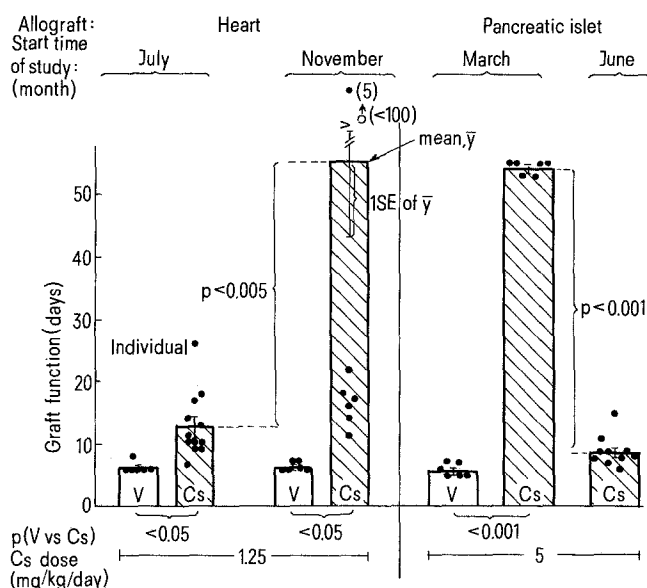 Allograft: Heart Pancreatic islet
Start time
of study: July November March June
(month)
(5)
(<100)
mean, ȳ
50
1SE of ȳ
40
p<0.005
p<0.001
30
Individual
20
10
0
Graft function (days)
V Cs V Cs V Cs Cs
p(V vs Cs) <0.05 <0.05 <0.001
Cs dose 1.25 5
(mg/kg/day)